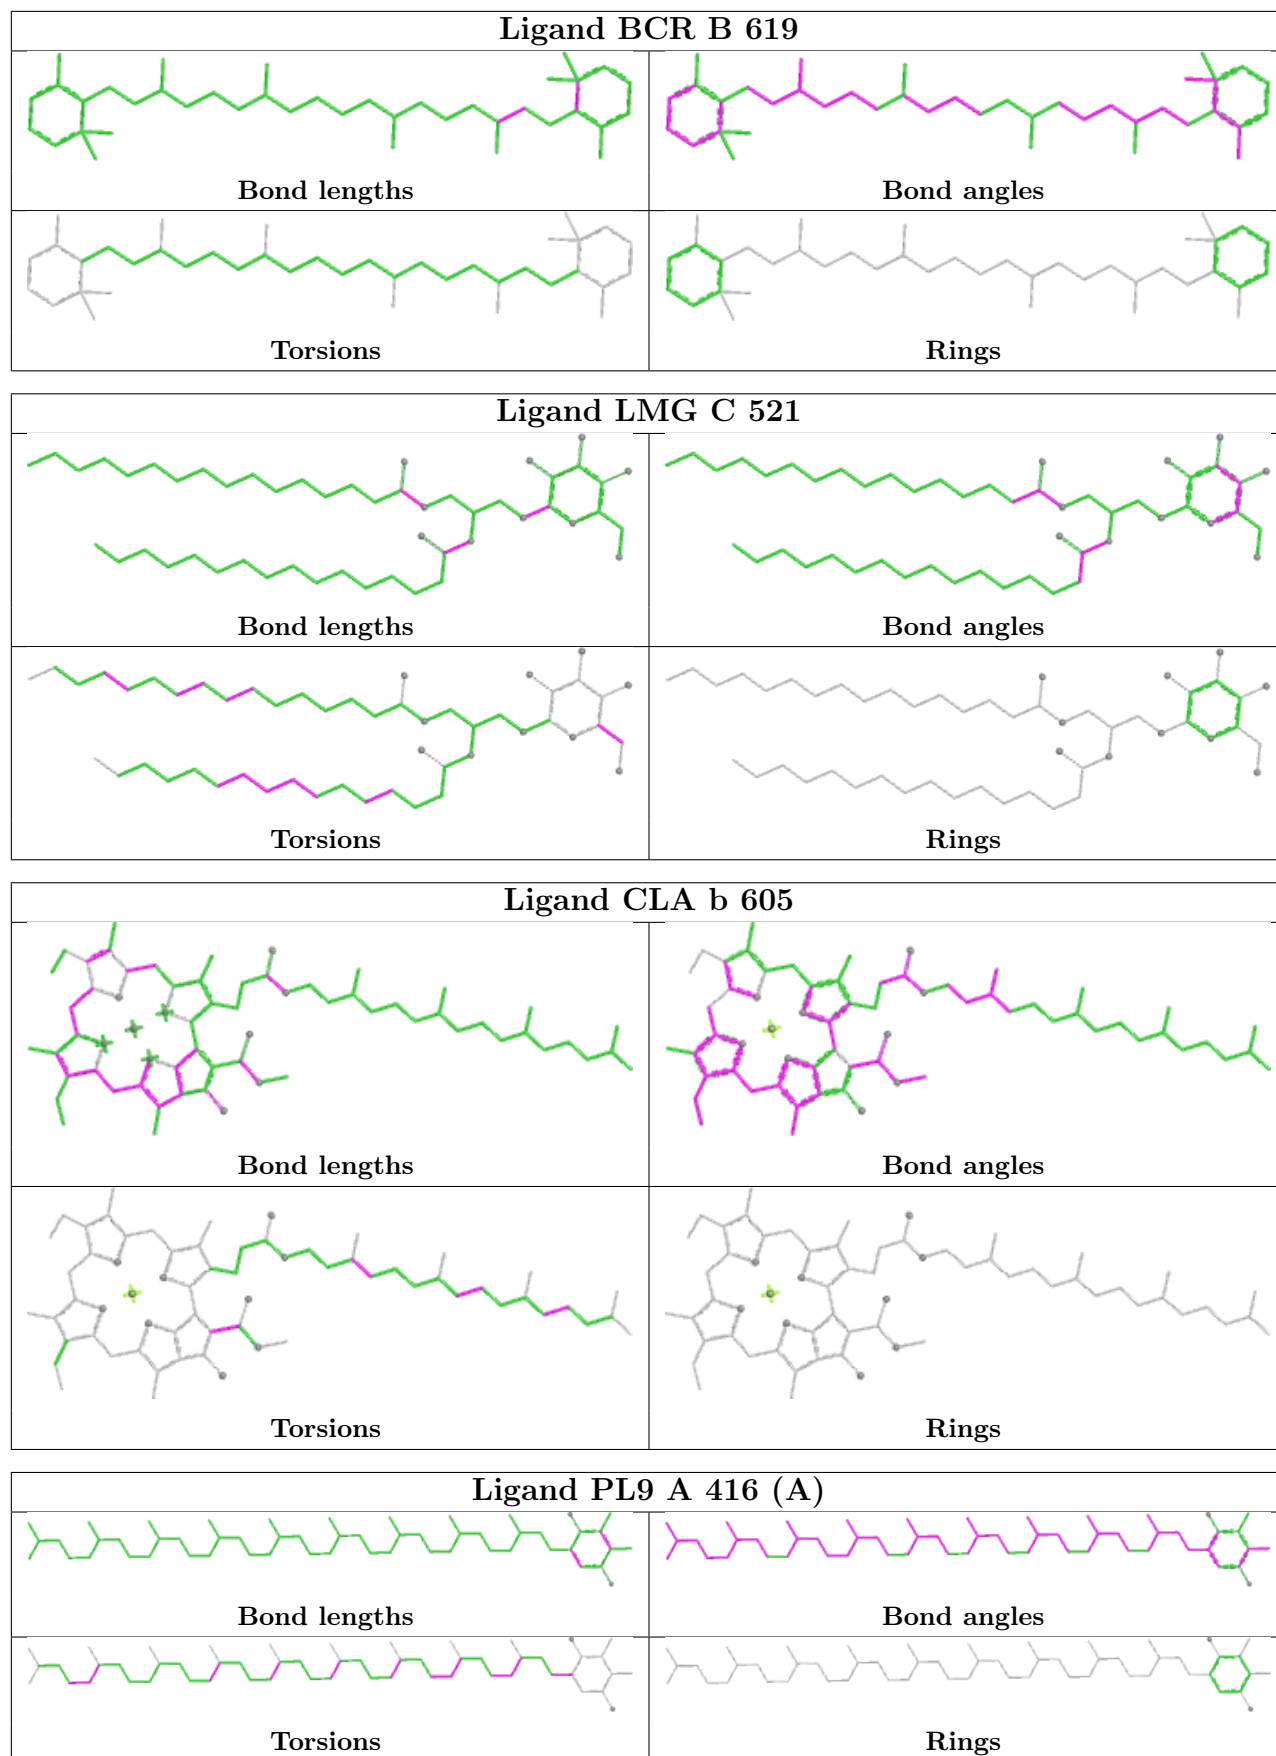 Ligand BCR B 619
Bond lengths
Bond angles
Torsions
Rings
Ligand LMG C 521
Bond lengths
Bond angles
Torsions
Rings
Ligand CLA b 605
Bond lengths
Bond angles
Torsions
Rings
Ligand PL9 A 416 (A)
Bond lengths
Bond angles
Torsions
Rings